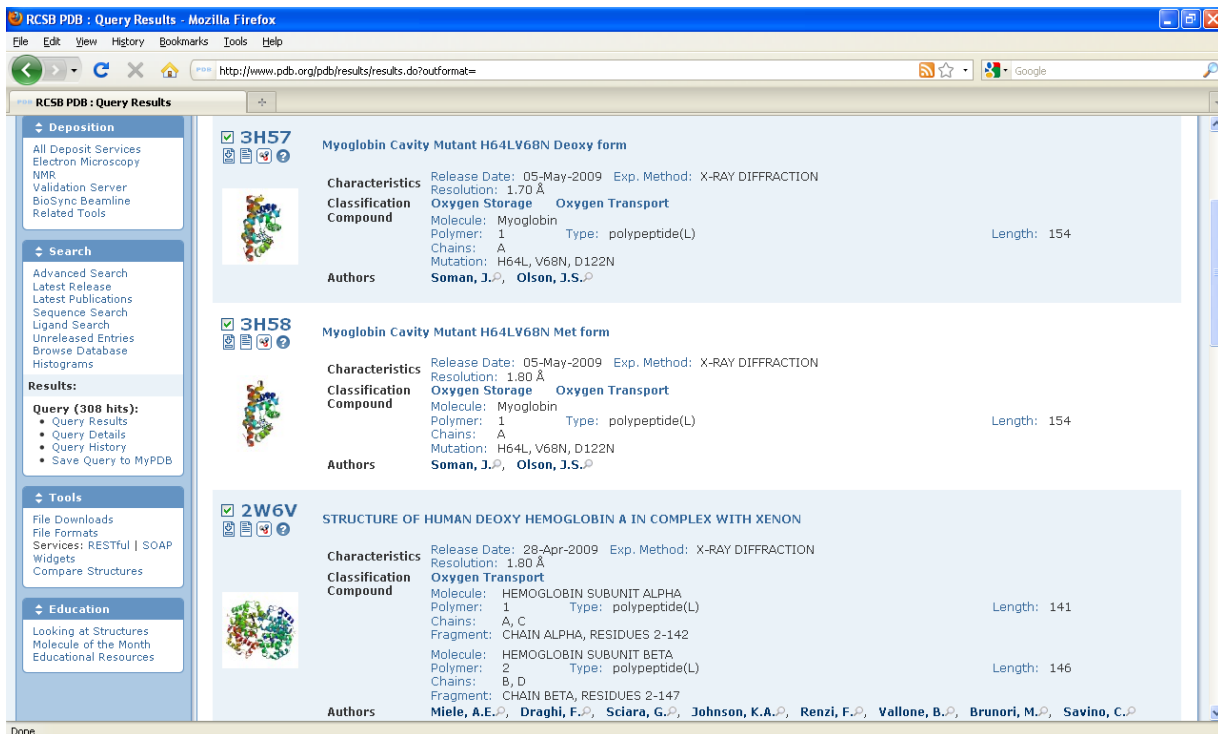 RCSB PDB : Query Results - Mozilla Firefox
File Edit View History Bookmarks Tools Help
http://www.pdb.org/pdb/results/results.do?outformat=
Google
RCSB PDB : Query Results
Deposition
All Deposit Services
Electron Microscopy
NMR
Validation Server
BioSync Beamline
Related Tools
Search
Advanced Search
Latest Release
Latest Publications
Sequence Search
Ligand Search
Unreleased Entries
Browse Database
Histograms
Results:
Query (308 hits):
• Query Results
• Query Details
• Query History
• Save Query to MyPDB
Tools
File Downloads
File Formats
Services: RESTful | SOAP
Widgets
Compare Structures
Education
Looking at Structures
Molecule of the Month
Educational Resources
3H57
Myoglobin Cavity Mutant H64LV68N Deoxy form
Characteristics Release Date: 05-May-2009 Exp. Method: X-RAY DIFFRACTION
Resolution: 1.70 Å
Classification Oxygen Storage Oxygen Transport
Compound Molecule: Myoglobin
Polymer: 1 Type: polypeptide(L) Length: 154
Chains: A
Mutation: H64L, V68N, D122N
Authors Soman, J., Olson, J.S.
3H58
Myoglobin Cavity Mutant H64LV68N Met form
Characteristics Release Date: 05-May-2009 Exp. Method: X-RAY DIFFRACTION
Resolution: 1.80 Å
Classification Oxygen Storage Oxygen Transport
Compound Molecule: Myoglobin
Polymer: 1 Type: polypeptide(L) Length: 154
Chains: A
Mutation: H64L, V68N, D122N
Authors Soman, J., Olson, J.S.
2W6V
STRUCTURE OF HUMAN DEOXY HEMOGLOBIN A IN COMPLEX WITH XENON
Characteristics Release Date: 28-Apr-2009 Exp. Method: X-RAY DIFFRACTION
Resolution: 1.80 Å
Classification Oxygen Transport
Compound Molecule: HEMOGLOBIN SUBUNIT ALPHA
Polymer: 1 Type: polypeptide(L) Length: 141
Chains: A, C
Fragment: CHAIN ALPHA, RESIDUES 2-142
Molecule: HEMOGLOBIN SUBUNIT BETA
Polymer: 2 Type: polypeptide(L) Length: 146
Chains: B, D
Fragment: CHAIN BETA, RESIDUES 2-147
Authors Miele, A.E., Draghi, F., Sciara, G., Johnson, K.A., Renzi, F., Vallone, B., Brunori, M., Savino, C.
Done